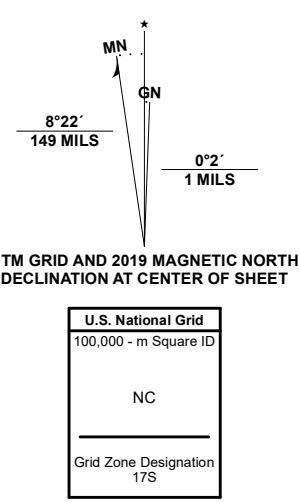 ★
MN
GN
8°22´
149 MILS
0°2´
1 MILS
TM GRID AND 2019 MAGNETIC NORTH
DECLINATION AT CENTER OF SHEET
U.S. National Grid
100,000 - m Square ID
NC
Grid Zone Designation
17S